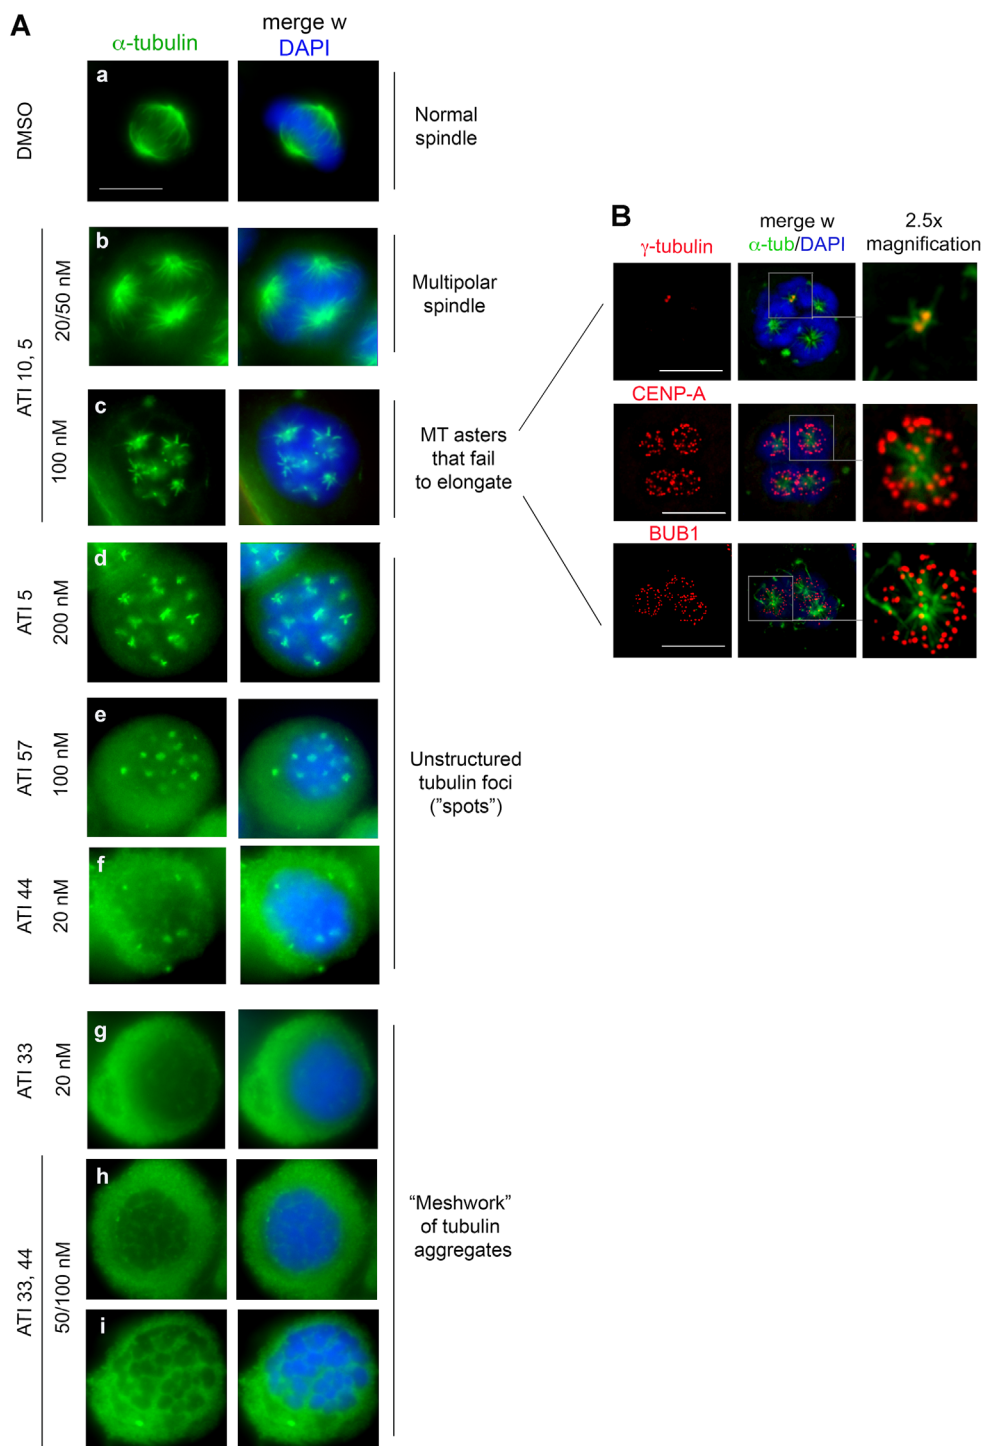 A
α-tubulin
merge w
DAPI
DMSO
a
Normal
spindle
ATI 10, 5
20/50 nM
b
Multipolar
spindle
100 nM
c
MT asters
that fail
to elongate
ATI 5
200 nM
d
ATI 57
100 nM
e
Unstructured
tubulin foci
("spots")
ATI 44
20 nM
f
ATI 33
20 nM
g
ATI 33, 44
50/100 nM
h
“Meshwork”
of tubulin
aggregates
i
B
γ-tubulin
merge w
α-tub/DAPI
2.5x
magnification
CENP-A
BUB1